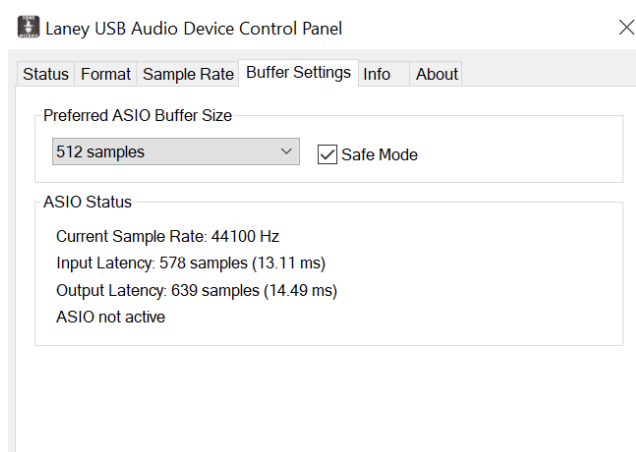 Laney USB Audio Device Control Panel
Status Format Sample Rate Buffer Settings Info About
Preferred ASIO Buffer Size
512 samples Safe Mode
ASIO Status
Current Sample Rate: 44100 Hz
Input Latency: 578 samples (13.11 ms)
Output Latency: 639 samples (14.49 ms)
ASIO not active